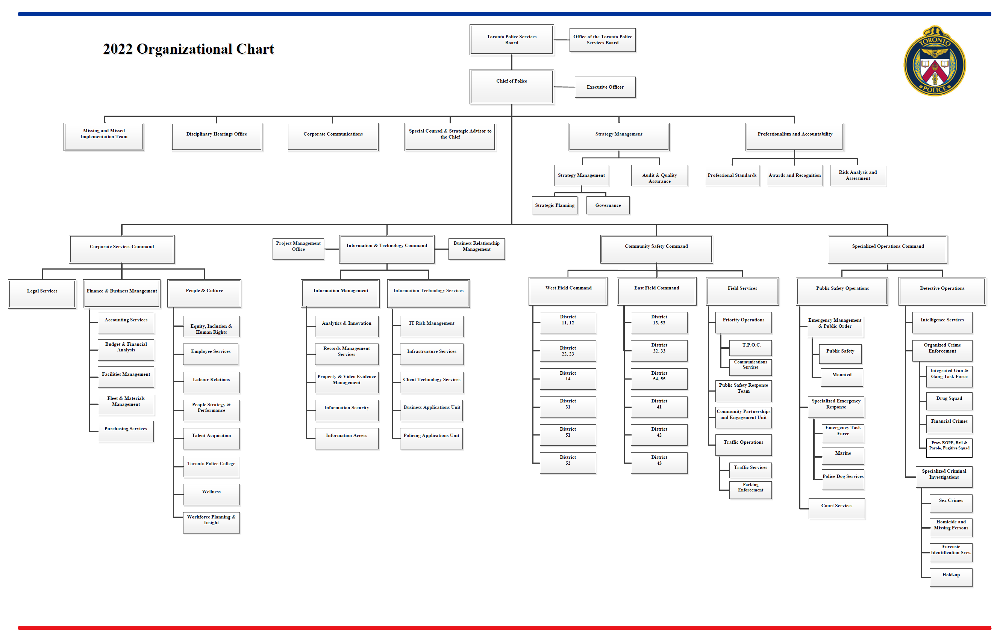 Toronto Police Services
Board
Office of the Toronto Police
Services Board
2022 Organizational Chart
TORONTO
POLICE
Chief of Police
Executive Officer
Missing and Missed
Implementation Team
Disciplinary Hearings Office
Corporate Communications
Special Counsel & Strategic Advisor to
the Chief
Strategy Management
Professionalism and Accountability
Strategy Management
Audit & Quality
Assurance
Professional Standards
Awards and Recognition
Risk Analysis and
Assessment
Strategic Planning
Governance
Corporate Services Command
Project Management
Office
Information & Technology Command
Business Relationship
Management
Community Safety Command
Specialized Operations Command
Legal Services
Finance & Business Management
People & Culture
Information Management
Information Technology Services
West Field Command
East Field Command
Field Services
Public Safety Operations
Detective Operations
Accounting Services
Budget & Financial
Analysis
Facilities Management
Fleet & Materials
Management
Purchasing Services
Equity, Inclusion &
Human Rights
Employee Services
Labour Relations
People Strategy &
Performance
Talent Acquisition
Toronto Police College
Wellness
Workforce Planning &
Insight
Analytics & Innovation
Records Management
Services
Property & Video Evidence
Management
Information Security
Information Access
IT Risk Management
Infrastructure Services
Client Technology Services
Business Applications Unit
Policing Applications Unit
District
11, 12
District
22, 23
District
14
District
31
District
51
District
52
District
13, 53
District
32, 33
District
54, 55
District
41
District
42
District
43
Priority Operations
T.P.O.C.
Communications
Services
Public Safety Response
Team
Community Partnerships
and Engagement Unit
Traffic Operations
Traffic Services
Parking
Enforcement
Emergency Management
& Public Order
Public Safety
Mounted
Specialized Emergency
Response
Emergency Task
Force
Marine
Police Dog Services
Court Services
Intelligence Services
Organized Crime
Enforcement
Integrated Gun &
Gang Task Force
Drug Squad
Financial Crimes
Prov. ROPE, Bail &
Parole, Fugitive Squad
Specialized Criminal
Investigations
Sex Crimes
Homicide and
Missing Persons
Forensic
Identification Svcs.
Hold-up